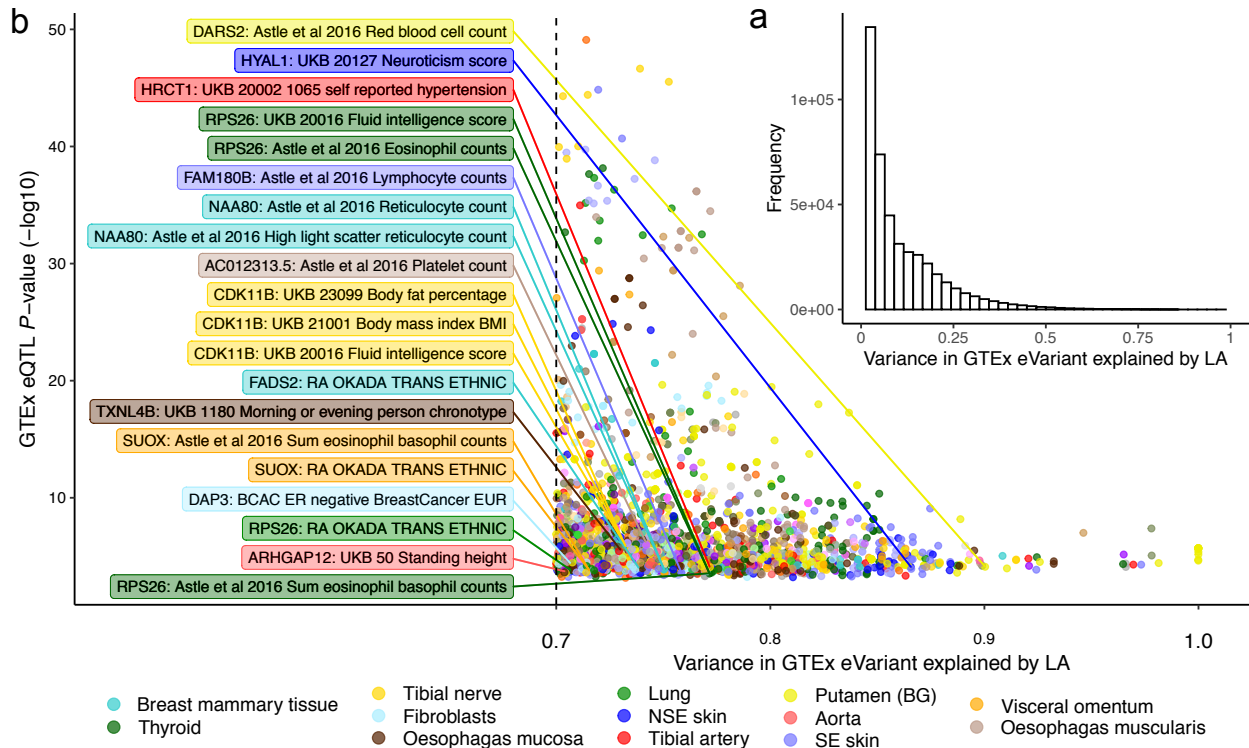 b
a
50
40
30
20
10
GTEx eQTL P-value (-log10)
DARS2: Astle et al 2016 Red blood cell count
HYAL1: UKB 20127 Neuroticism score
HRCT1: UKB 20002 1065 self reported hypertension
RPS26: UKB 20016 Fluid intelligence score
RPS26: Astle et al 2016 Eosinophil counts
FAM180B: Astle et al 2016 Lymphocyte counts
NAA80: Astle et al 2016 Reticulocyte count
NAA80: Astle et al 2016 High light scatter reticulocyte count
AC012313.5: Astle et al 2016 Platelet count
CDK11B: UKB 23099 Body fat percentage
CDK11B: UKB 21001 Body mass index BMI
CDK11B: UKB 20016 Fluid intelligence score
FADS2: RA OKADA TRANS ETHNIC
TXNL4B: UKB 1180 Morning or evening person chronotype
SUOX: Astle et al 2016 Sum eosinophil basophil counts
SUOX: RA OKADA TRANS ETHNIC
DAP3: BCAC ER negative BreastCancer EUR
RPS26: RA OKADA TRANS ETHNIC
ARHGAP12: UKB 50 Standing height
RPS26: Astle et al 2016 Sum eosinophil basophil counts
Frequency
1e+05
5e+04
0e+00
0 0.25 0.5 0.75 1
Variance in GTEx eVariant explained by LA
0.7 0.8 0.9 1.0
Variance in GTEx eVariant explained by LA
Breast mammary tissue
Thyroid
Tibial nerve
Fibroblasts
Oesophagas mucosa
Lung
NSE skin
Tibial artery
Putamen (BG)
Aorta
SE skin
Visceral omentum
Oesophagas muscularis